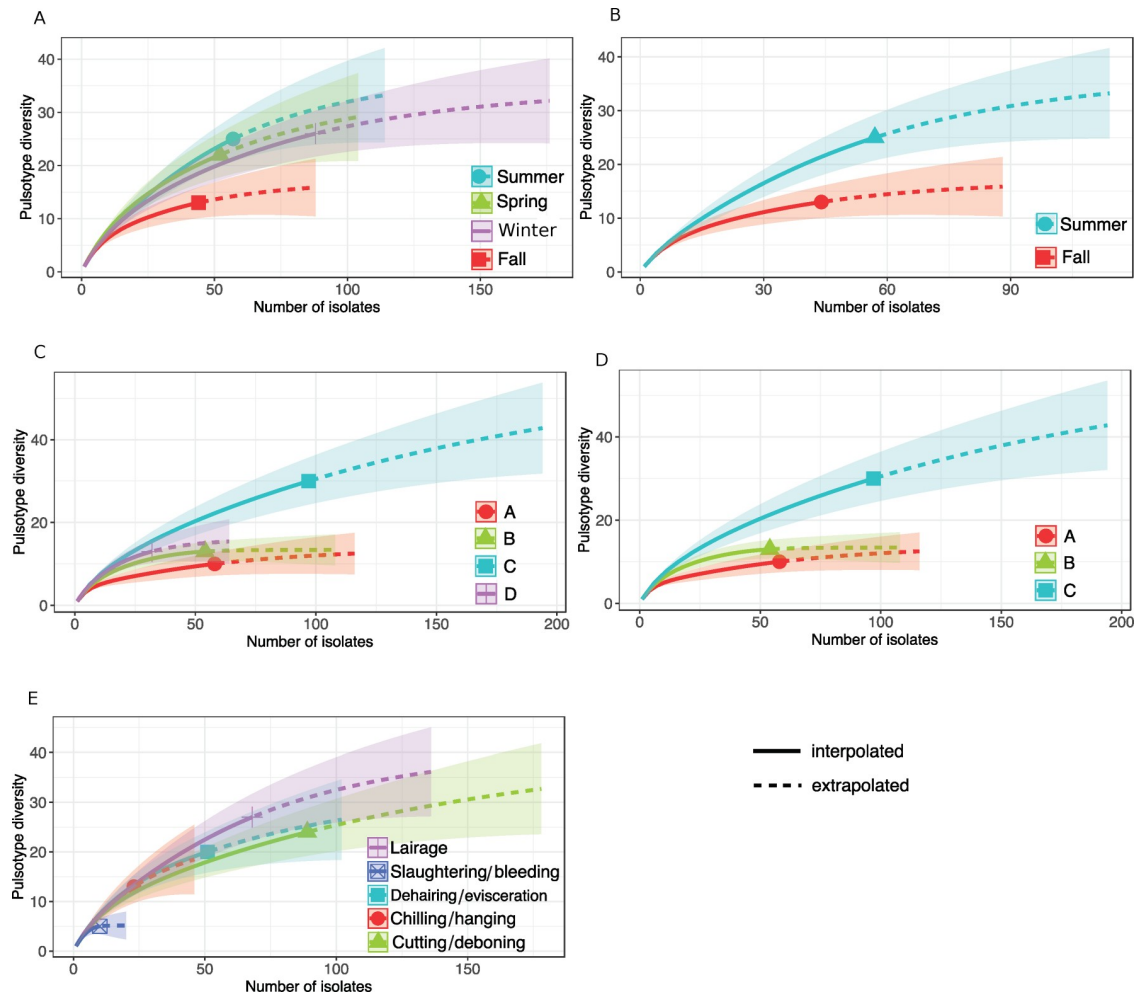 A
Pulsotype diversity
40
30
20
10
0
0 50 100 150
Number of isolates
Summer
Spring
Winter
Fall
B
Pulsotype diversity
40
30
20
10
0
0 30 60 90
Number of isolates
Summer
Fall
C
Pulsotype diversity
40
20
0
0 50 100 150 200
Number of isolates
A
B
C
D
D
Pulsotype diversity
40
20
0
0 50 100 150 200
Number of isolates
A
B
C
E
Pulsotype diversity
40
30
20
10
0
0 50 100 150
Number of isolates
Lairage
Slaughtering/bleeding
Dehairing/evisceration
Chilling/hanging
Cutting/deboning
interpolated
extrapolated